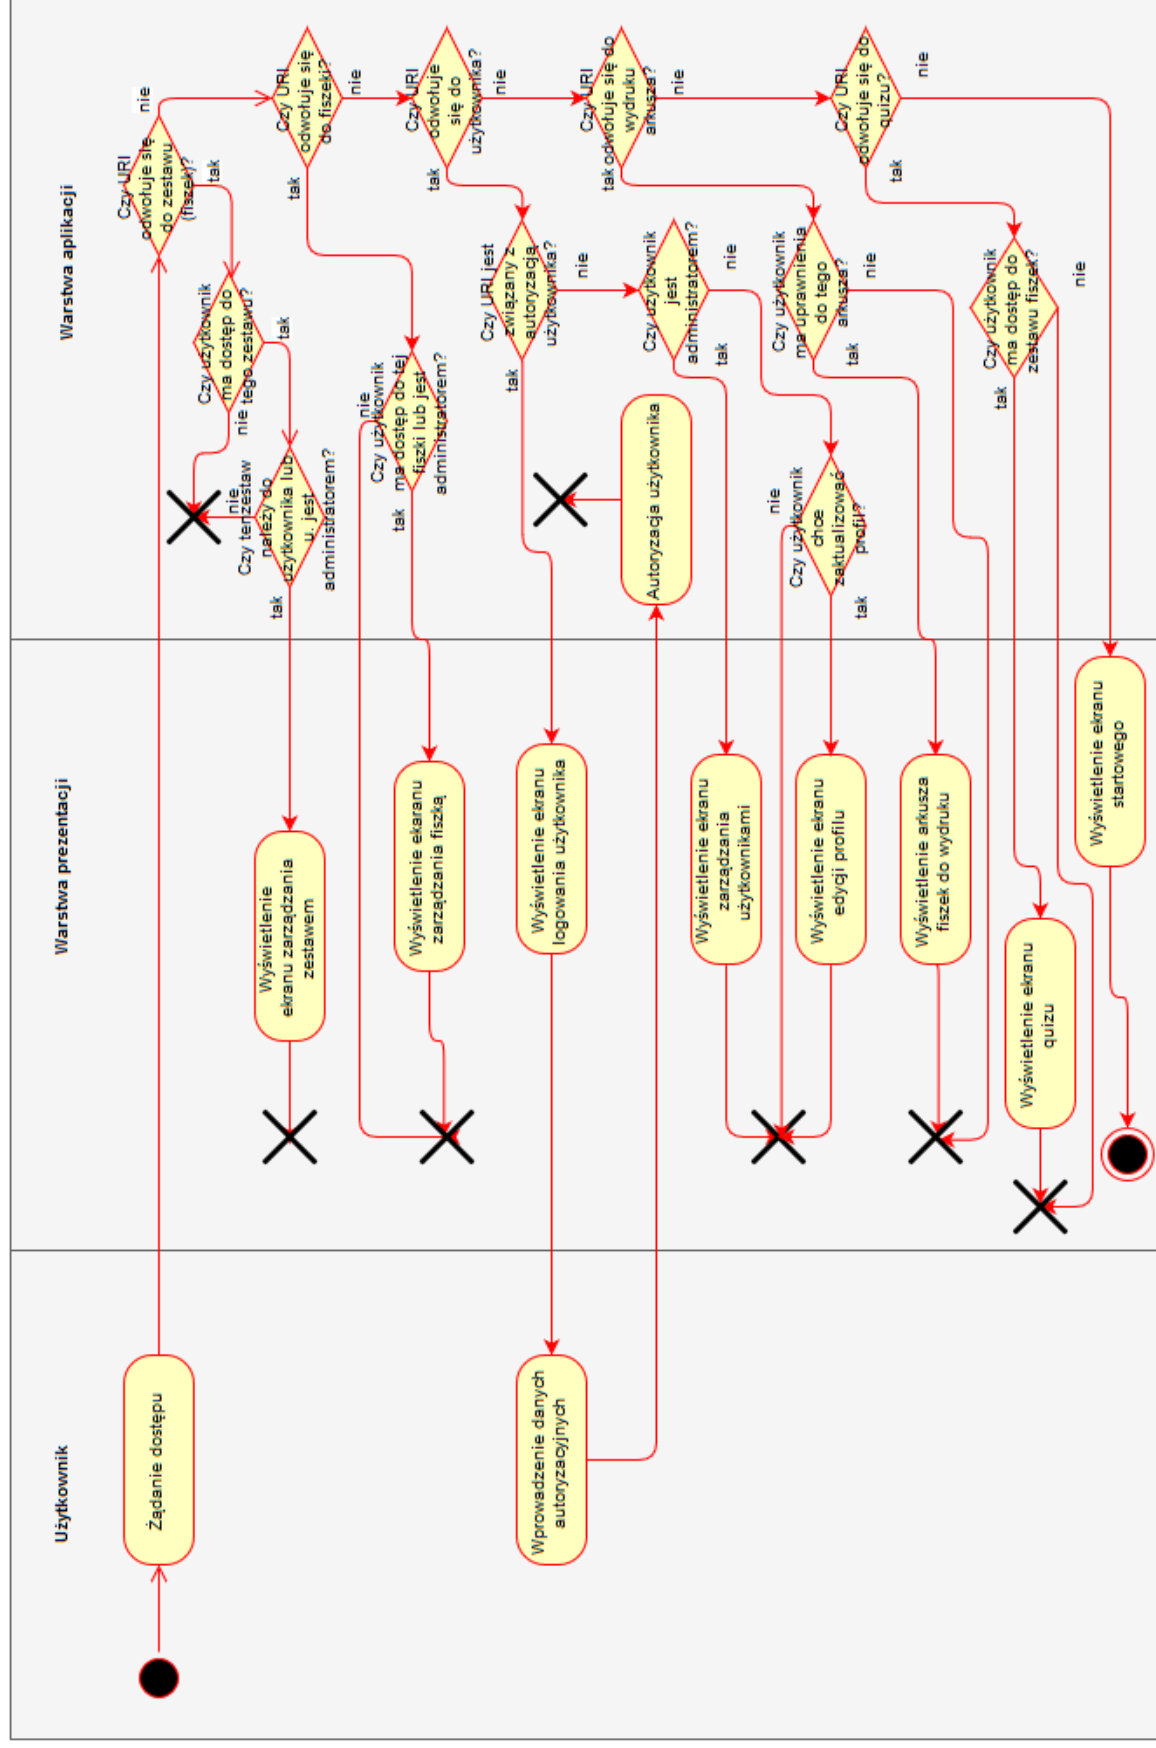 Użytkownik
Warstwa prezentacji
Warstwa aplikacji
Żądanie dostępu
Czy URI
odwołuje się
do zestawu
(fiszek)?
nie
tak
Czy użytkownik
ma dostęp do
tego zestawu?
nie
tak
Czy ten zestaw
należy do
użytkownika lub
u. jest
administratorem?
nie
tak
Wyświetlenie
ekranu zarządzania
zestawem
Czy URI
odwołuje się
do fiszeki?
nie
tak
Czy użytkownik
ma dostęp do tej
fiszki lub jest
administratorem?
nie
tak
Wyświetlenie ekaranu
zarządzania fiszką
Czy URI
odwołuje
się do
użytkownika?
nie
tak
Czy URI jest
związany z
autoryzacją
użytkownika?
nie
tak
Wyświetlenie ekranu
logowania użytkownika
Wprowadzenie danych
autoryzacyjnych
Autoryzacja użytkownika
Czy użytkownik
jest
administratorem?
nie
tak
Wyświetlenie ekranu
zarządzania
użytkownikami
Czy użytkownik
chce
zaktualizować
profil?
nie
tak
Wyświetlenie ekranu
edycji profilu
Czy URI
odwołuje się do
wydruku
arkusza?
nie
tak
Czy użytkownik
ma uprawnienia
do tego
arkusza?
nie
tak
Wyświetlenie arkusza
fiszek do wydruku
Czy URI
odwołuje się do
quizu?
nie
tak
Czy użytkownik
ma dostęp do
zestawu fiszek?
nie
tak
Wyświetlenie ekranu
quizu
Wyświetlenie ekranu
startowego